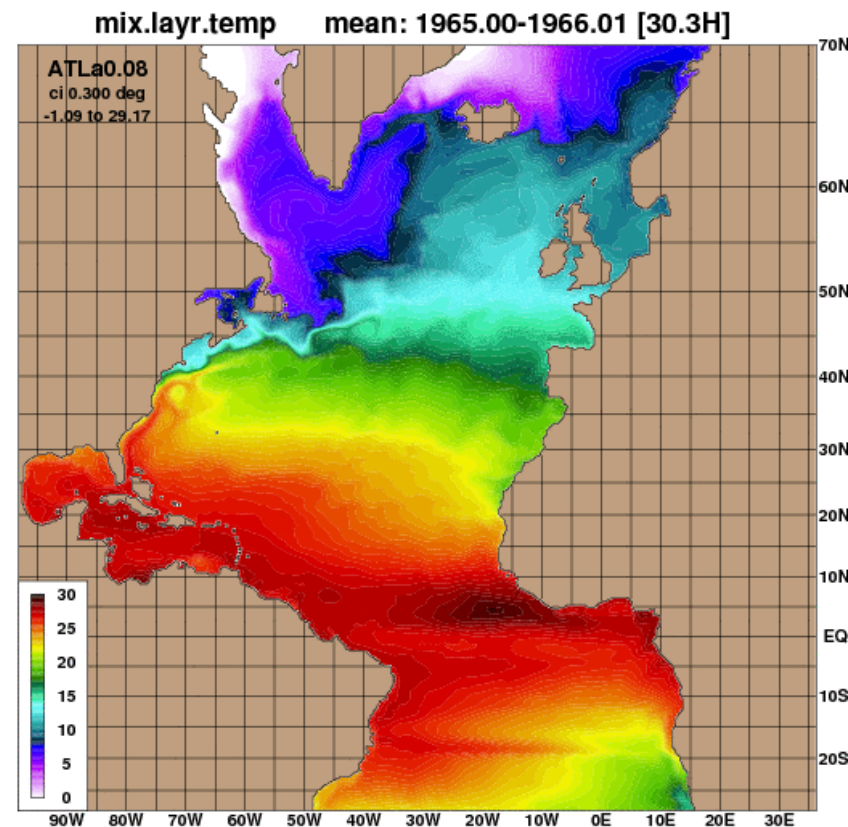 mix.layr.temp mean: 1965.00-1966.01 [30.3H]
ATLa0.08
ci 0.300 deg
-1.09 to 29.17
70N
60N
50N
40N
30N
20N
10N
EQ
10S
20S
30
25
20
15
10
5
0
90W 80W 70W 60W 50W 40W 30W 20W 10W 0E 10E 20E 30E